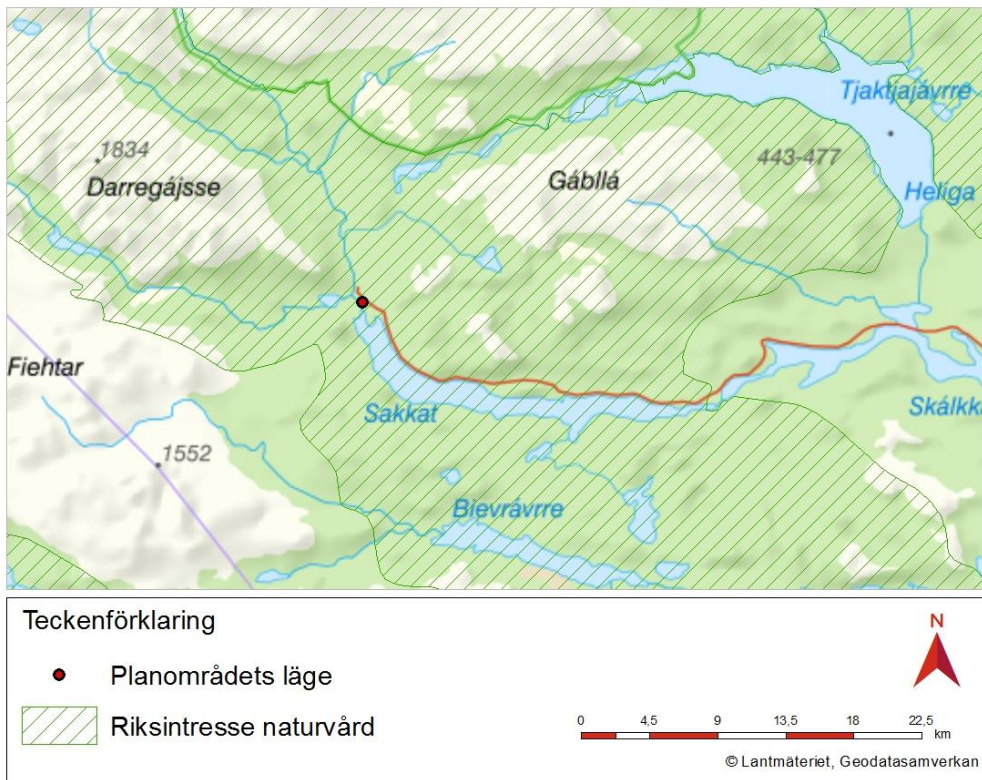 Tjaktjajávrre
1834
Darregájsse
Gábllá
443-477
Heliga
Fiehtar
Sakkat
Skálkka
1552
Bievrávrre
Teckenförklaring
N
Planområdets läge
Riksintresse naturvård
0 4,5 9 13,5 18 22,5
km
© Lantmäteriet, Geodatasamverkan